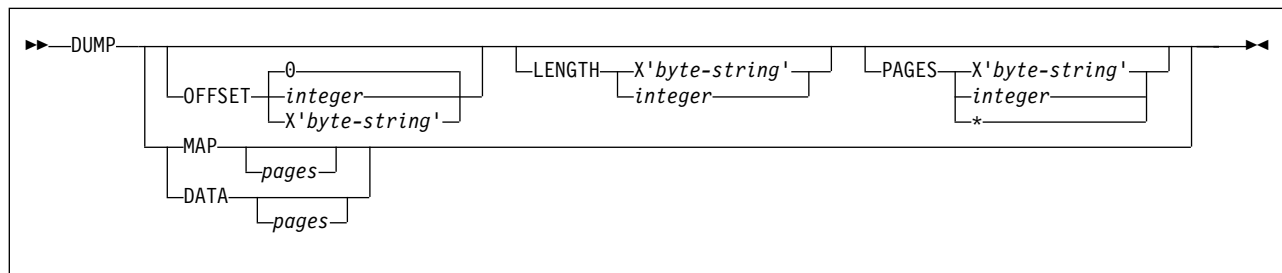 DUMP
0
OFFSET integer LENGTH X'byte-string' PAGES X'byte-string'
X'byte-string' integer integer
*
MAP
pages
DATA
pages